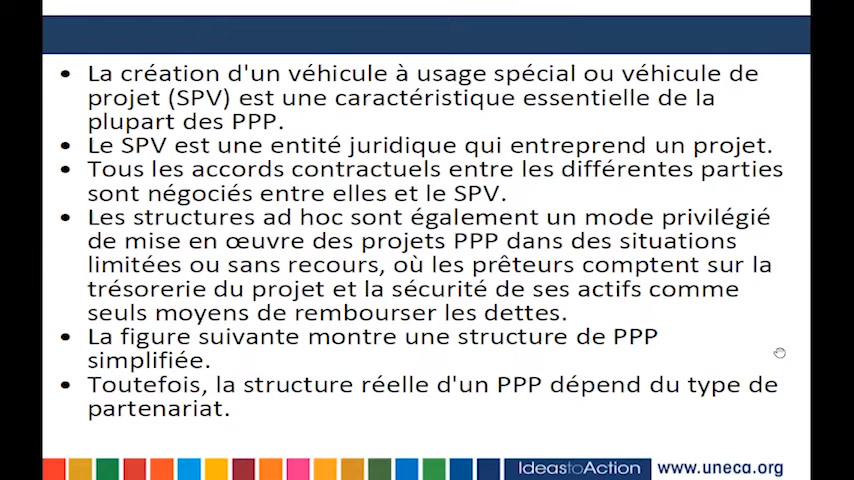 • La création d'un véhicule à usage spécial ou véhicule de
projet (SPV) est une caractéristique essentielle de la
plupart des PPP.
• Le SPV est une entité juridique qui entreprend un projet.
• Tous les accords contractuels entre les différentes parties
sont négociés entre elles et le SPV.
• Les structures ad hoc sont également un mode privilégié
de mise en œuvre des projets PPP dans des situations
limitées ou sans recours, où les prêteurs comptent sur la
trésorerie du projet et la sécurité de ses actifs comme
seuls moyens de rembourser les dettes.
• La figure suivante montre une structure de PPP
simplifiée.
• Toutefois, la structure réelle d'un PPP dépend du type de
partenariat.
IdeastoAction www.uneca.org